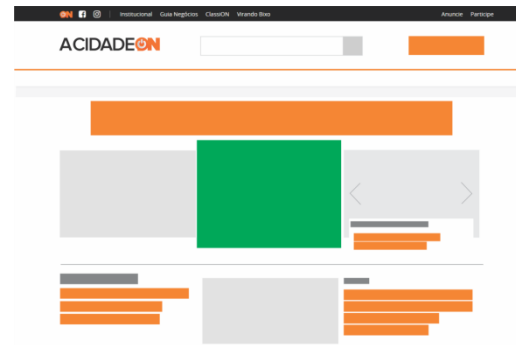 ON Institucional Guia Negócios ClassiON Virando Bixo Anuncie Participe
ACIDADEON